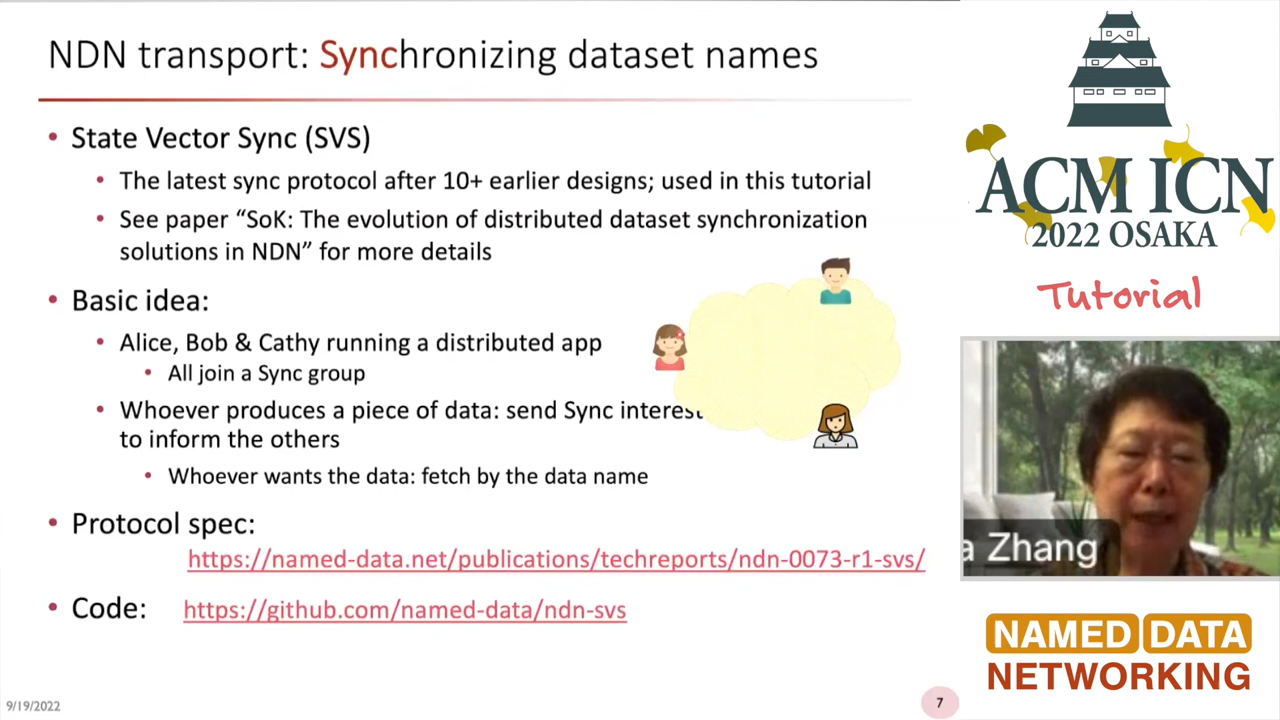 NDN transport: Synchronizing dataset names
• State Vector Sync (SVS)
• The latest sync protocol after 10+ earlier designs; used in this tutorial
• See paper “SoK: The evolution of distributed dataset synchronization
solutions in NDN” for more details
• Basic idea:
• Alice, Bob & Cathy running a distributed app
• All join a Sync group
• Whoever produces a piece of data: send Sync interest
to inform the others
• Whoever wants the data: fetch by the data name
• Protocol spec:
https://named-data.net/publications/techreports/ndn-0073-r1-svs/
• Code: https://github.com/named-data/ndn-svs
9/19/2022
7
ACM ICN
2022 OSAKA
Tutorial
a Zhang
NAMED DATA
NETWORKING